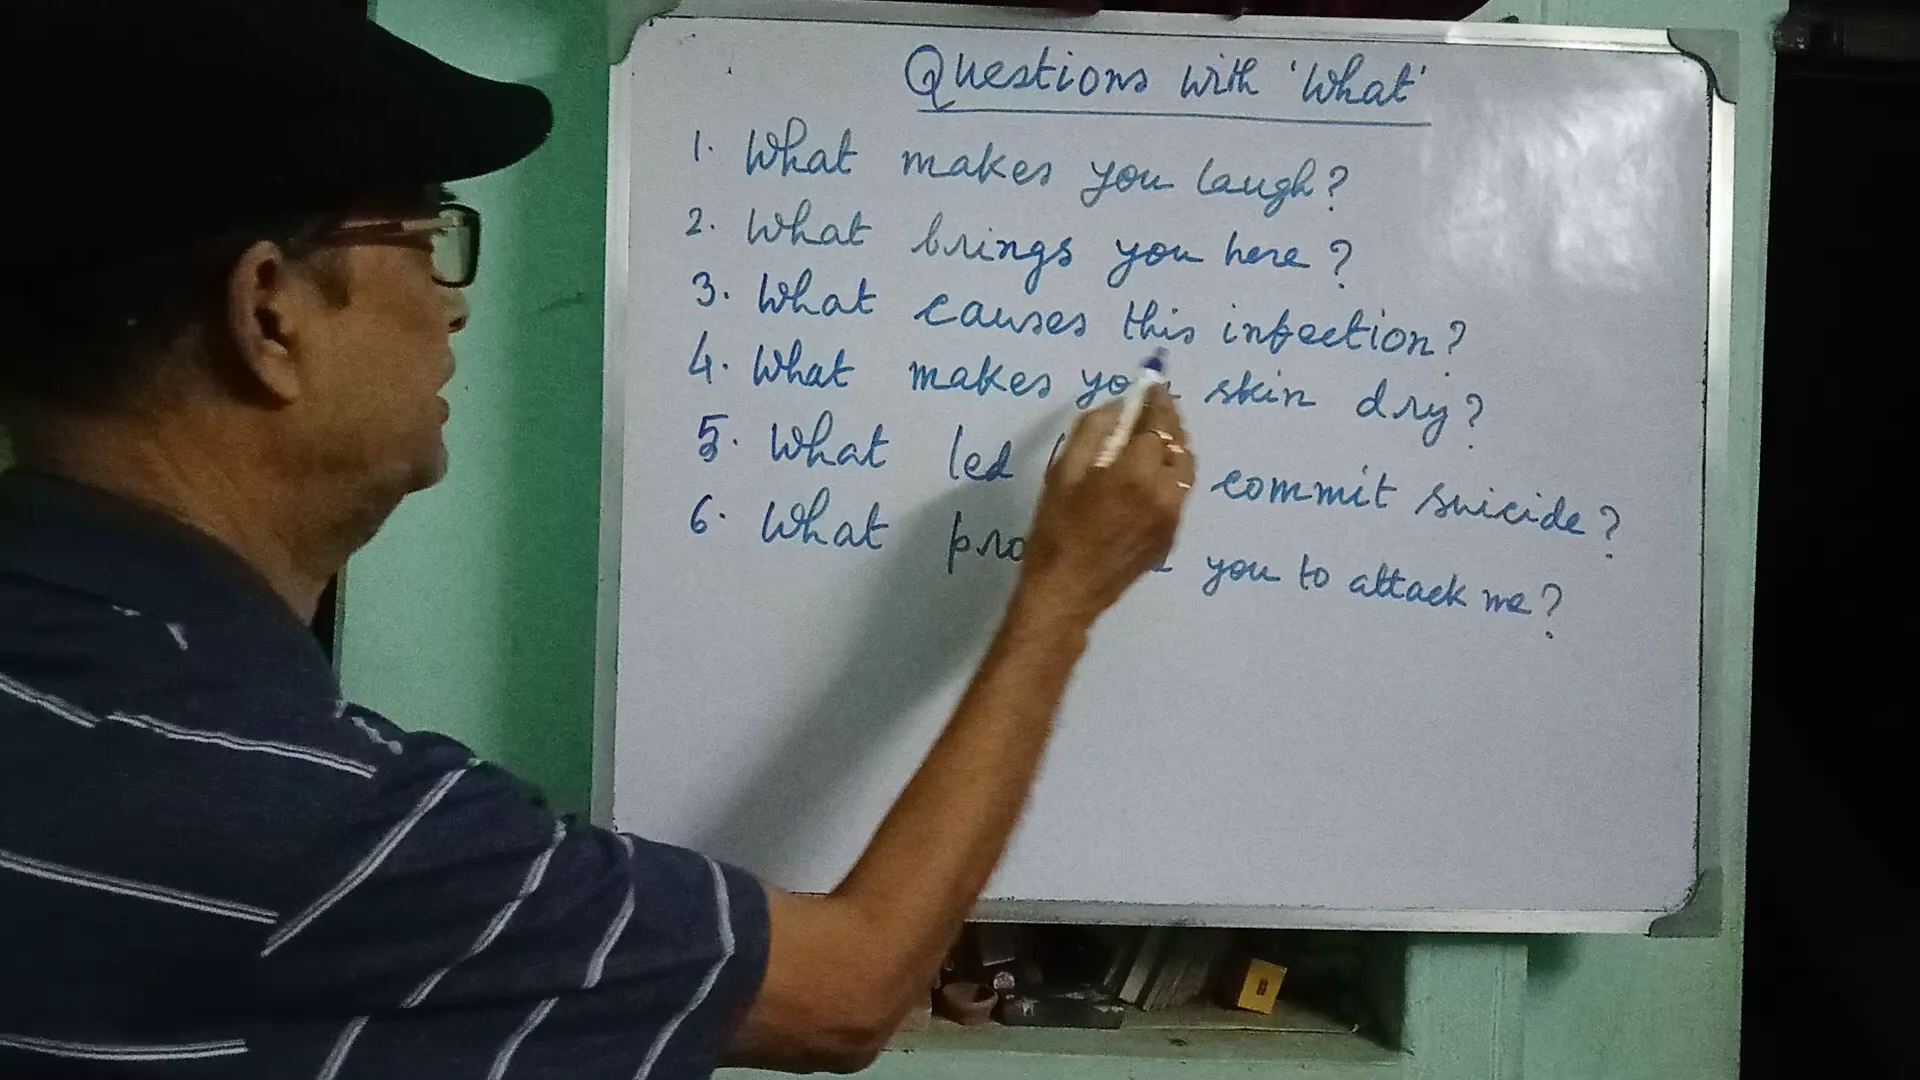 Questions with 'What'
1. What makes you laugh?
2. What brings you here?
3. What causes this infection?
4. What makes you skin dry?
5. What led commit suicide?
6. What you to attack me?